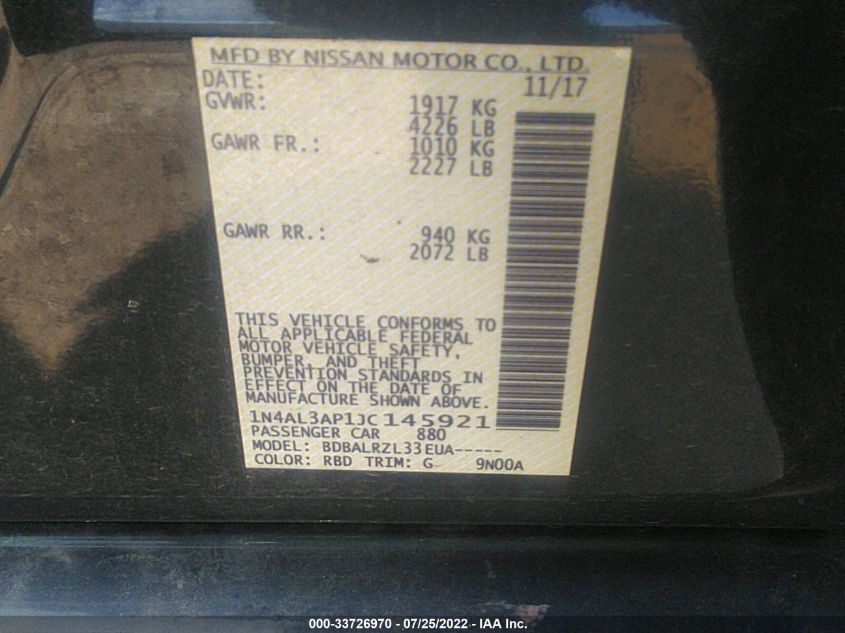 MFD BY NISSAN MOTOR CO., LTD.
DATE: 11/17
GVWR: 1917 KG
4226 LB
GAWR FR.: 1010 KG
2227 LB
GAWR RR.: 940 KG
2072 LB
THIS VEHICLE CONFORMS TO
ALL APPLICABLE FEDERAL
MOTOR VEHICLE SAFETY,
BUMPER, AND THEFT
PREVENTION STANDARDS IN
EFFECT ON THE DATE OF
MANUFACTURE SHOWN ABOVE.
1N4AL3AP1JC145921
PASSENGER CAR 880
MODEL: BDBALRZL33EUA-----
COLOR: RBD TRIM: G 9N00A
000-33726970 - 07/25/2022 - IAA Inc.